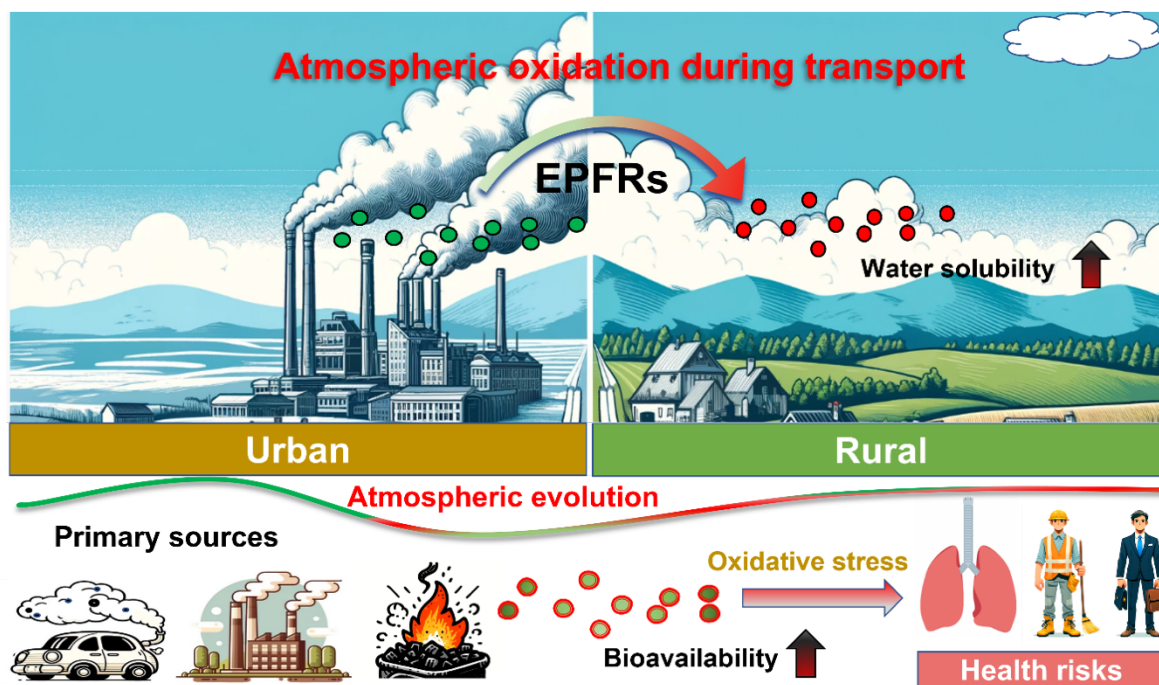 Atmospheric oxidation during transport
EPFRs
Water solubility
Urban
Rural
Atmospheric evolution
Primary sources
Oxidative stress
Bioavailability
Health risks